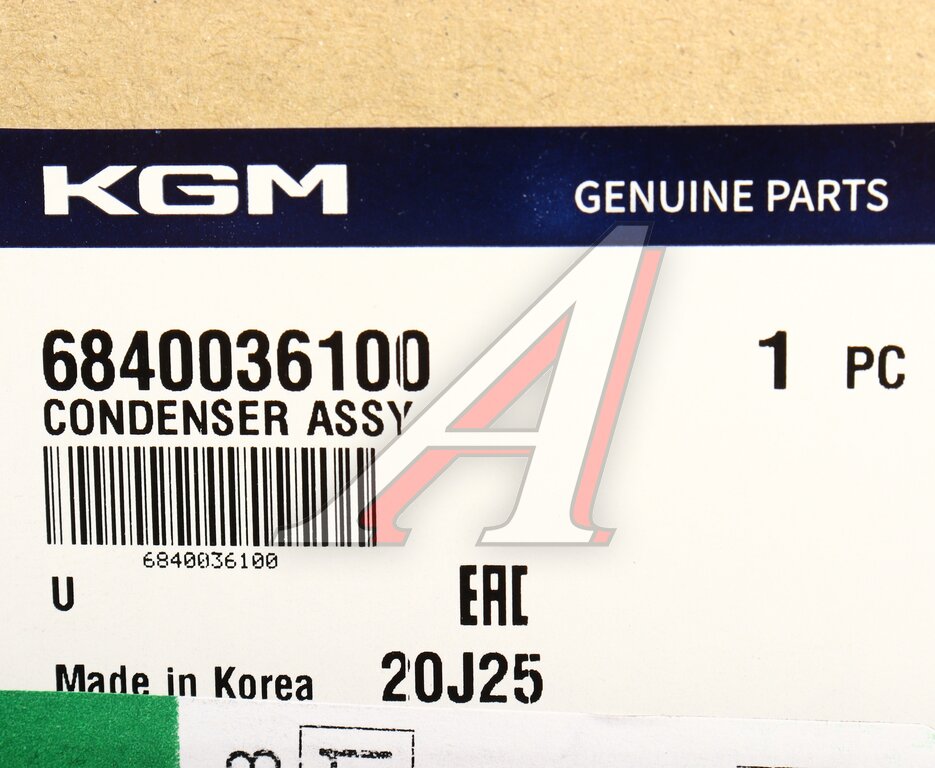 KGM GENUINE PARTS
6840036100 1 PC
CONDENSER ASSY
6840036100
U
EAC
Made in Korea 20J25